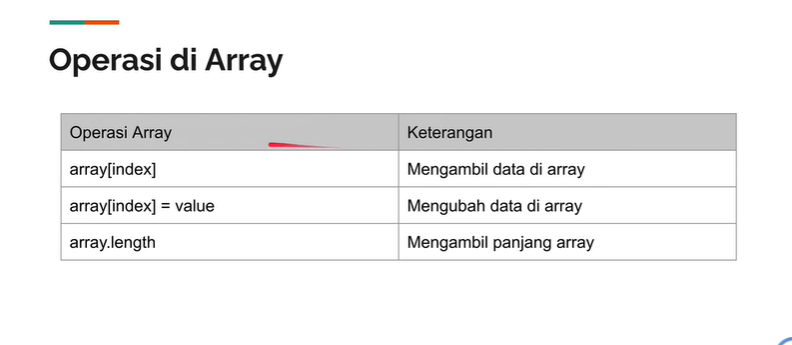 Operasi di Array
Operasi Array Keterangan
array[index] Mengambil data di array
array[index] = value Mengubah data di array
array.length Mengambil panjang array